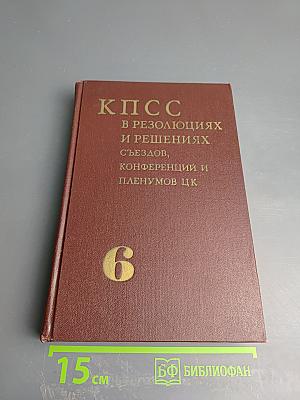 КПСС
В РЕЗОЛЮЦИЯХ
И РЕШЕНИЯХ
СЪЕЗДОВ,
КОНФЕРЕНЦИЙ И
ПЛЕНУМОВ ЦК
6
15 см
БФ БИБЛИОФАН